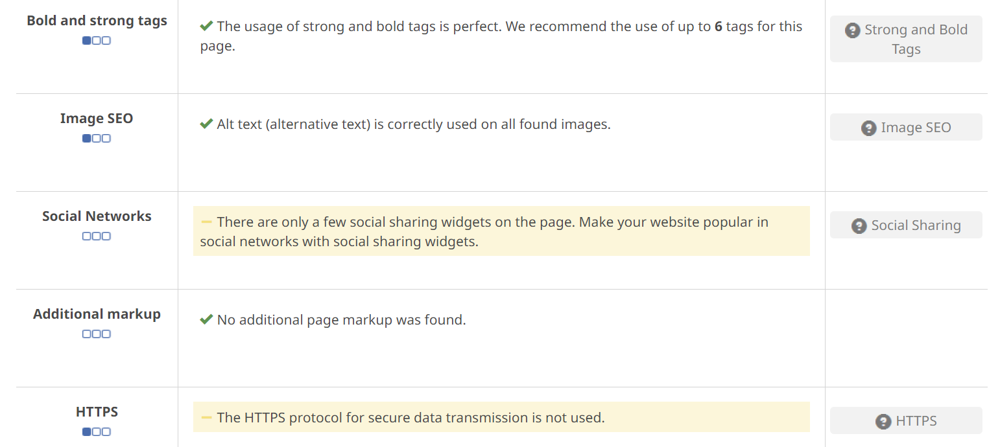 Bold and strong tags
The usage of strong and bold tags is perfect. We recommend the use of up to 6 tags for this
page.
Strong and Bold
Tags
Image SEO
Alt text (alternative text) is correctly used on all found images.
Image SEO
Social Networks
There are only a few social sharing widgets on the page. Make your website popular in
social networks with social sharing widgets.
Social Sharing
Additional markup
No additional page markup was found.
HTTPS
The HTTPS protocol for secure data transmission is not used.
HTTPS